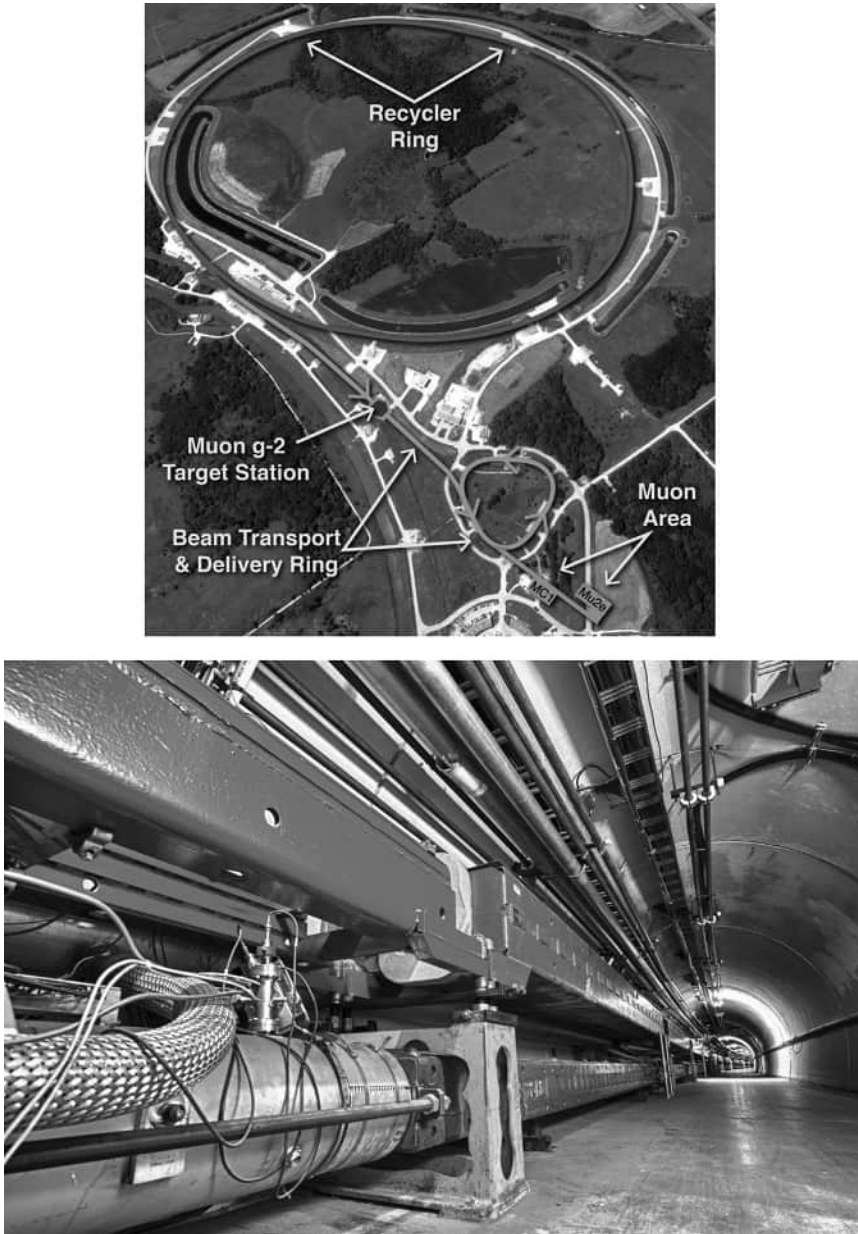 Recycler
Ring
Muon g-2
Target Station
Beam Transport
& Delivery Ring
Muon
Area
MC1
Mu2e